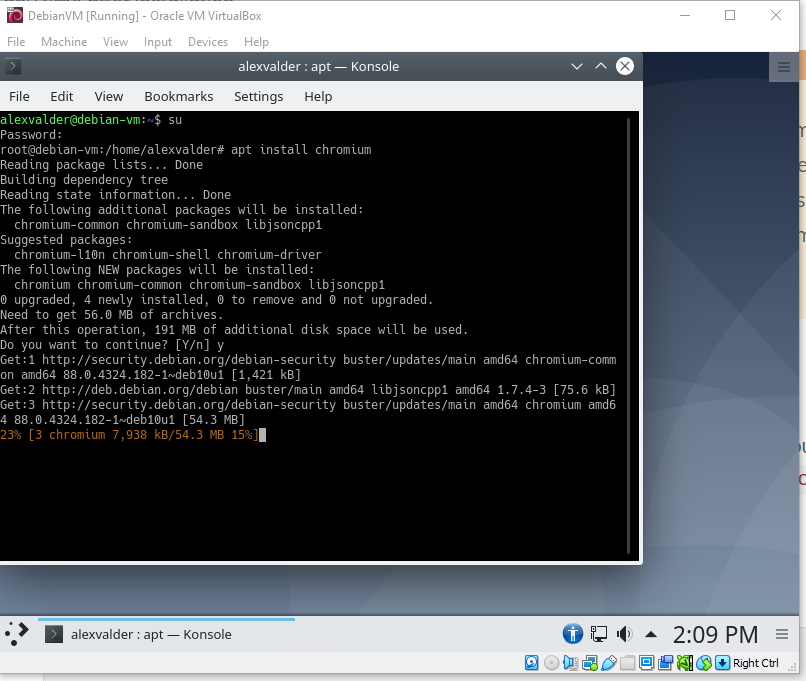 DebianVM [Running] - Oracle VM VirtualBox
File Machine View Input Devices Help
alexvalder : apt — Konsole
File Edit View Bookmarks Settings Help
alexvalder@debian-vm:~$ su
Password:
root@debian-vm:/home/alexvalder# apt install chromium
Reading package lists... Done
Building dependency tree
Reading state information... Done
The following additional packages will be installed:
  chromium-common chromium-sandbox libjsoncpp1
Suggested packages:
  chromium-l10n chromium-shell chromium-driver
The following NEW packages will be installed:
  chromium chromium-common chromium-sandbox libjsoncpp1
0 upgraded, 4 newly installed, 0 to remove and 0 not upgraded.
Need to get 56.0 MB of archives.
After this operation, 191 MB of additional disk space will be used.
Do you want to continue? [Y/n] y
Get:1 http://security.debian.org/debian-security buster/updates/main amd64 chromium-comm
on amd64 88.0.4324.182-1~deb10u1 [1,421 kB]
Get:2 http://deb.debian.org/debian buster/main amd64 libjsoncpp1 amd64 1.7.4-3 [75.6 kB]
Get:3 http://security.debian.org/debian-security buster/updates/main amd64 chromium amd6
4 88.0.4324.182-1~deb10u1 [54.3 MB]
23% [3 chromium 7,938 kB/54.3 MB 15%]
alexvalder : apt — Konsole
2:09 PM
Right Ctrl